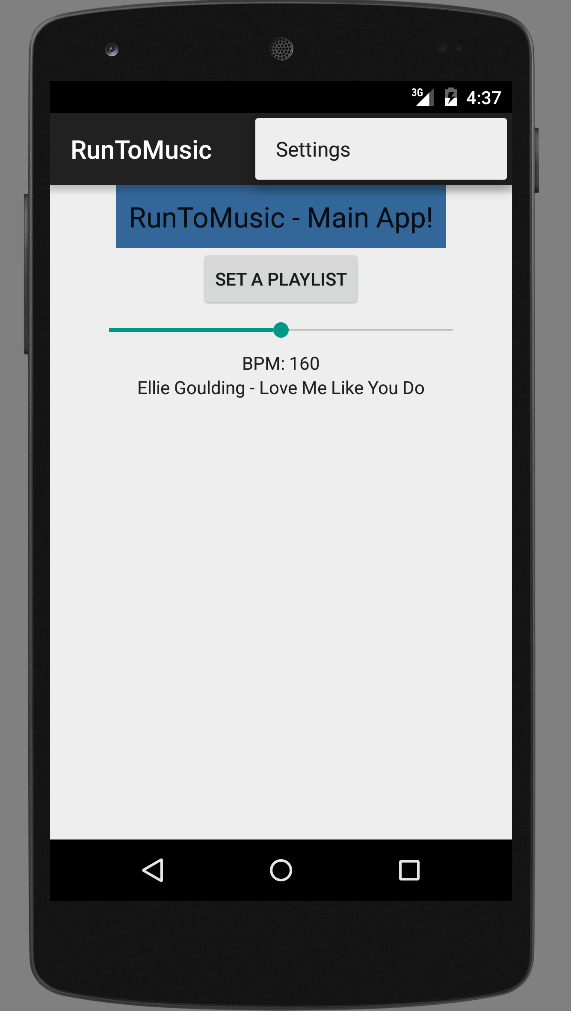 3G 4:37
RunToMusic
Settings
RunToMusic - Main App!
SET A PLAYLIST
BPM: 160
Ellie Goulding - Love Me Like You Do